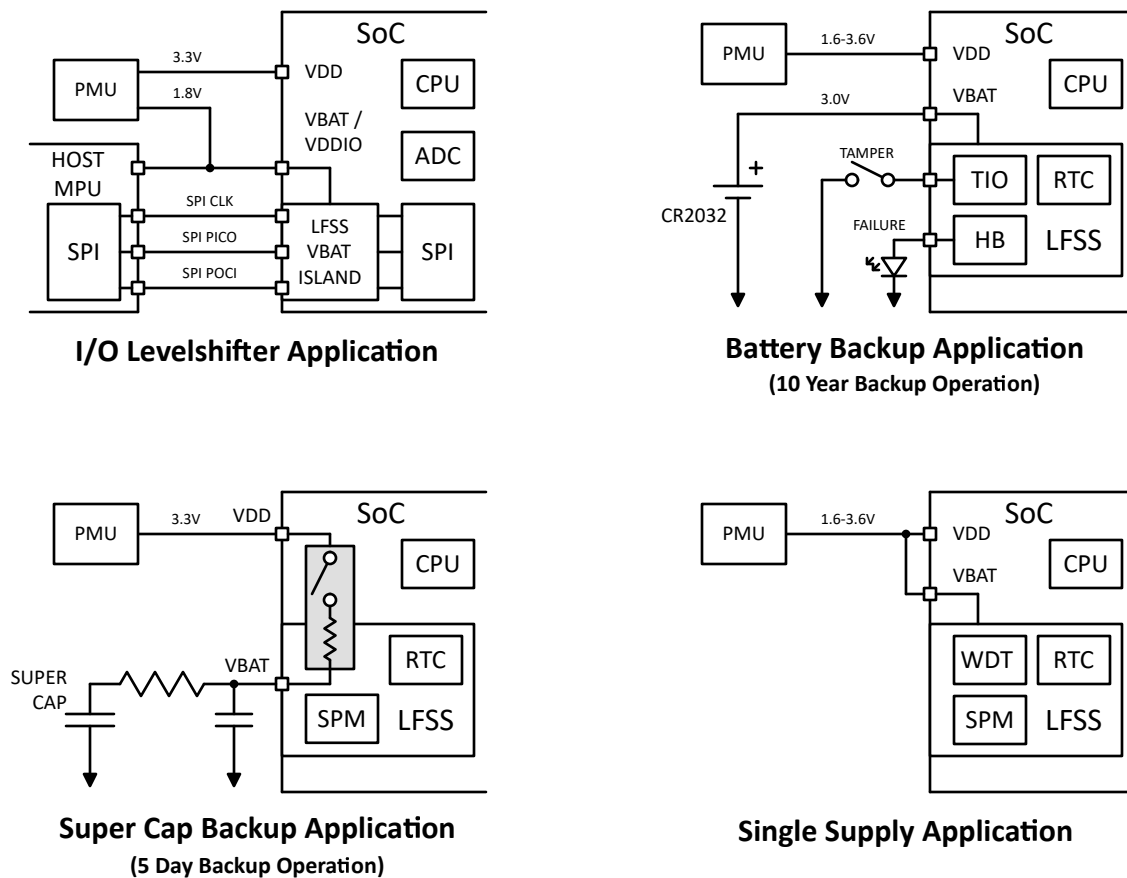 SoC
3.3V
VDD
PMU
CPU
1.8V
VBAT /
VDDIO
ADC
HOST
MPU
SPI CLK
SPI
SPI PICO
SPI POCI
LFSS
VBAT
ISLAND
SPI
I/O Levelshifter Application
SoC
1.6-3.6V
VDD
PMU
CPU
VBAT
3.0V
TAMPER
TIO
RTC
+
CR2032
FAILURE
HB
LFSS
Battery Backup Application
(10 Year Backup Operation)
SoC
3.3V
VDD
PMU
CPU
VBAT
RTC
SUPER
CAP
SPM
LFSS
Super Cap Backup Application
(5 Day Backup Operation)
SoC
1.6-3.6V
VDD
PMU
CPU
VBAT
WDT
RTC
SPM
LFSS
Single Supply Application